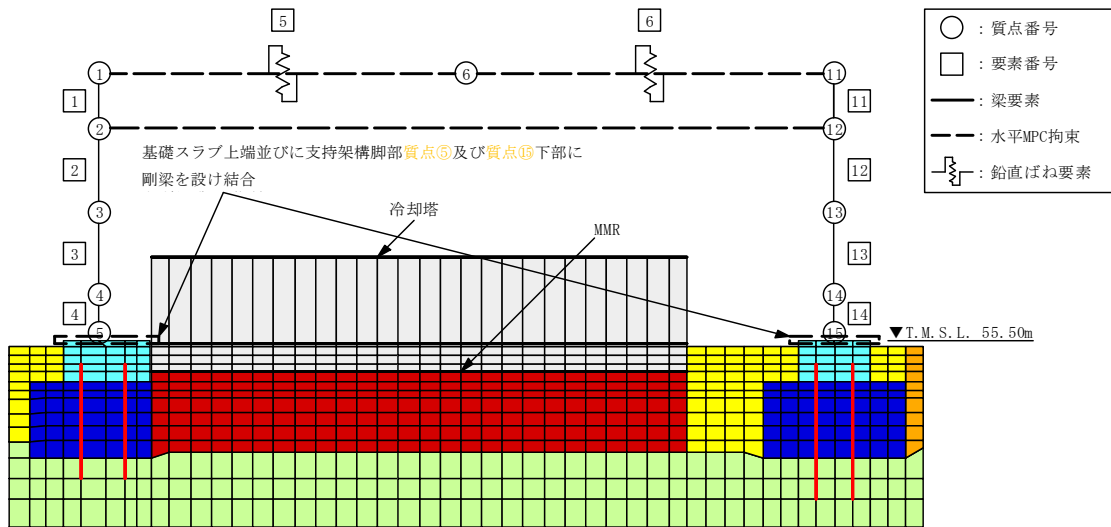 5
6
○ : 質点番号
□ : 要素番号
: 梁要素
: 水平MPC拘束
: 鉛直ばね要素
① ⑥ ⑪
1 11
② ⑫
基礎スラブ上端並びに支持架構脚部質点⑤及び質点⑮下部に
剛梁を設け結合
2 12
冷却塔
③ ⑬
MMR
3 13
④ ⑭
4 14
⑤ ⑮
▼T.M.S.L. 55.50m